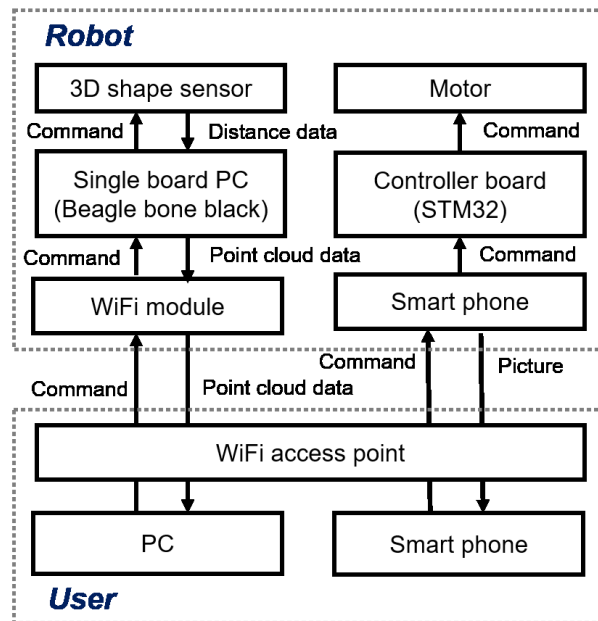 Robot
3D shape sensor
Motor
Command
Distance data
Command
Single board PC
(Beagle bone black)
Controller board
(STM32)
Command
Point cloud data
Command
WiFi module
Smart phone
Command
Point cloud data
Command
Picture
WiFi access point
PC
Smart phone
User